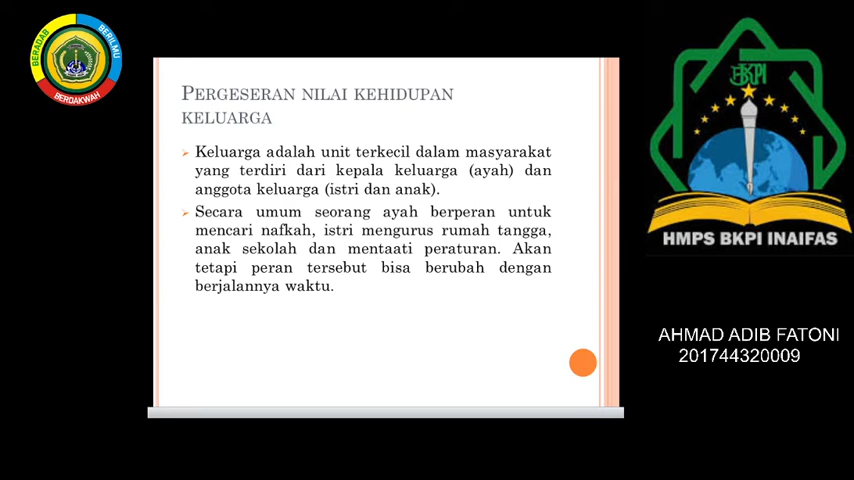 BERADAB
BERILMU
BERDAKWAH
PERGESERAN NILAI KEHIDUPAN
KELUARGA
Keluarga adalah unit terkecil dalam masyarakat
yang terdiri dari kepala keluarga (ayah) dan
anggota keluarga (istri dan anak).
Secara umum seorang ayah berperan untuk
mencari nafkah, istri mengurus rumah tangga,
anak sekolah dan mentaati peraturan. Akan
tetapi peran tersebut bisa berubah dengan
berjalannya waktu.
BKPI
HMPS BKPI INAIFAS
AHMAD ADIB FATONI
201744320009